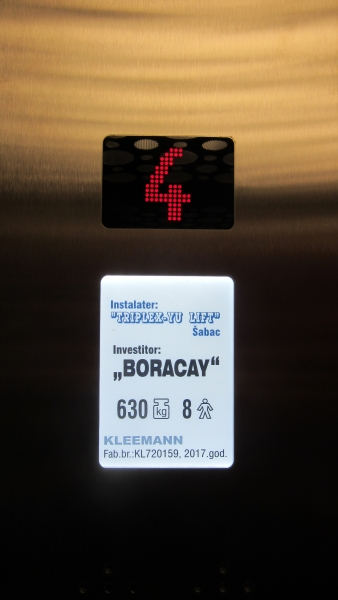 4
Instalater:
"TRIPLEX-YU LIFT"
Šabac
Investitor:
„BORACAY“
630 kg 8
KLEEMANN
Fab.br.:KL720159, 2017.god.